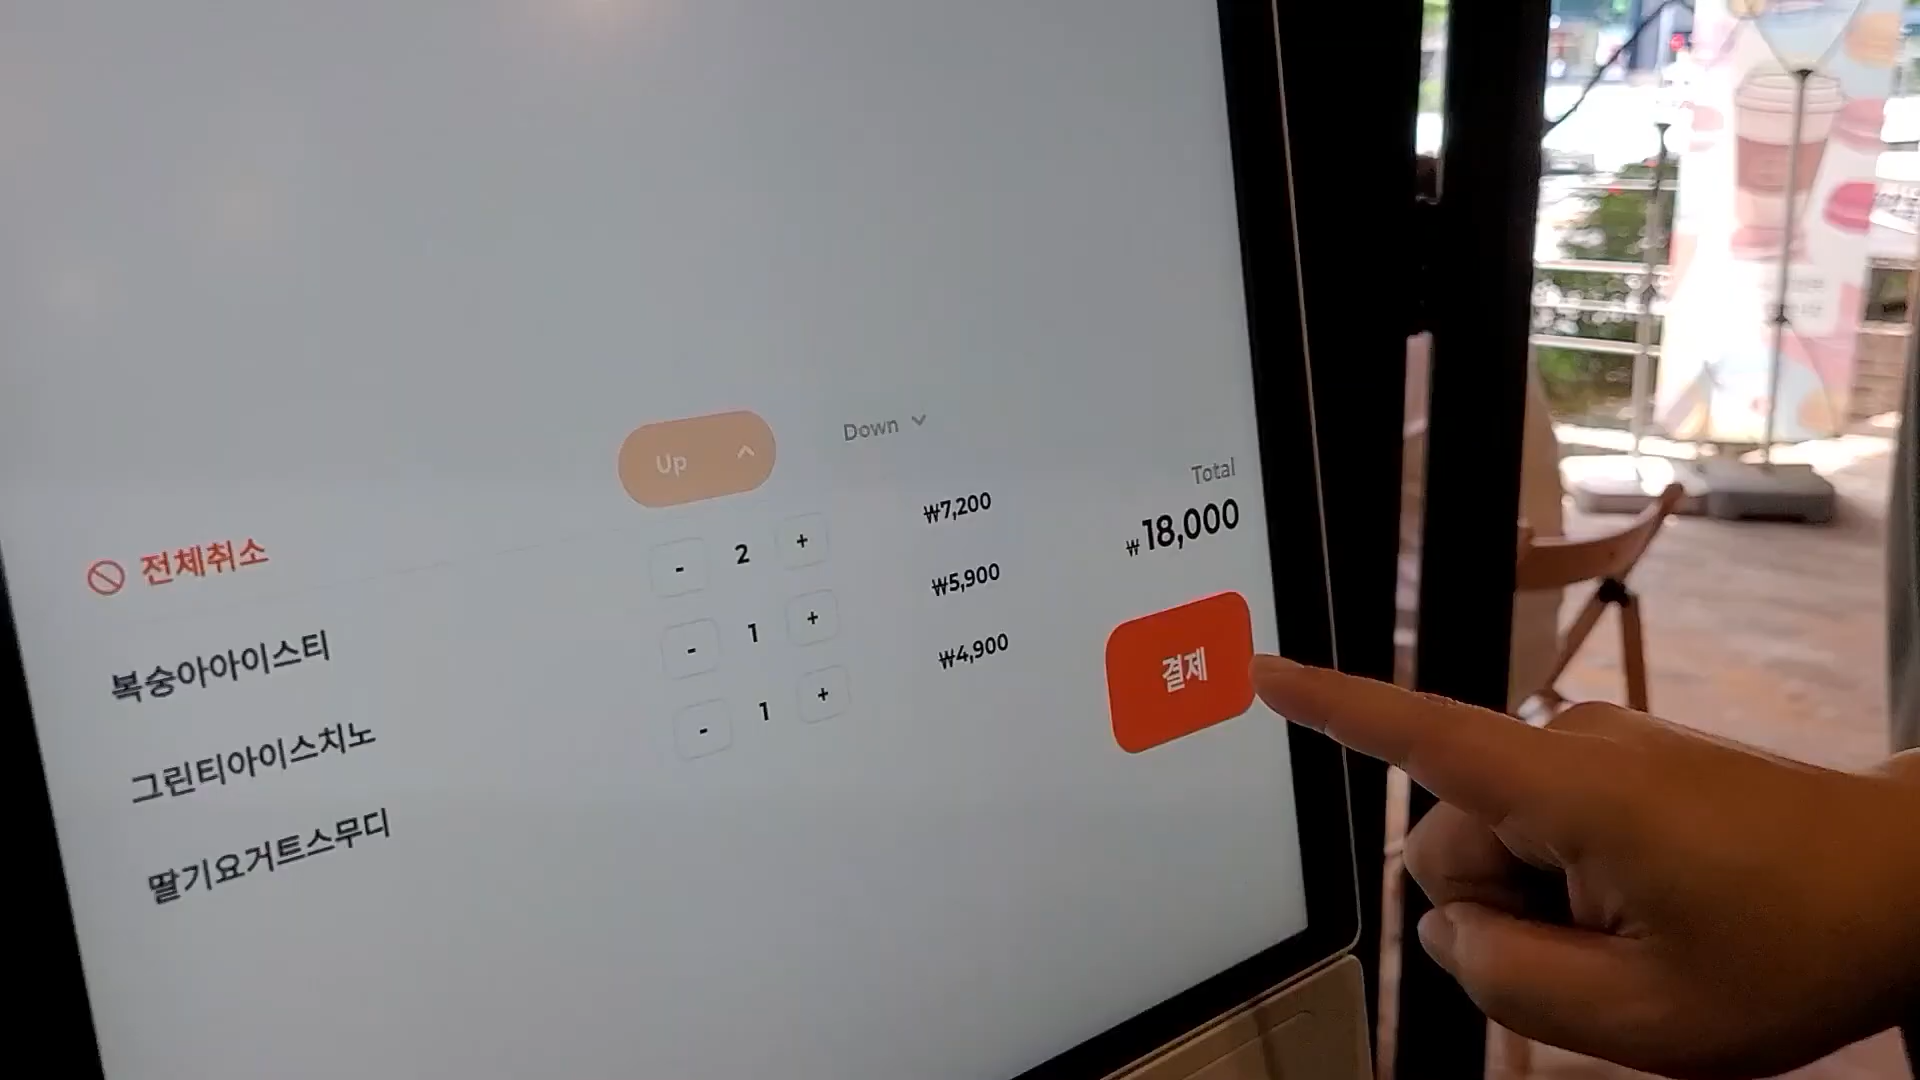 Up
Down
Total
₩18,000
전체취소
복숭아아이스티 - 2 + ₩7,200
그린티아이스치노 - 1 + ₩5,900
딸기요거트스무디 - 1 + ₩4,900
결제